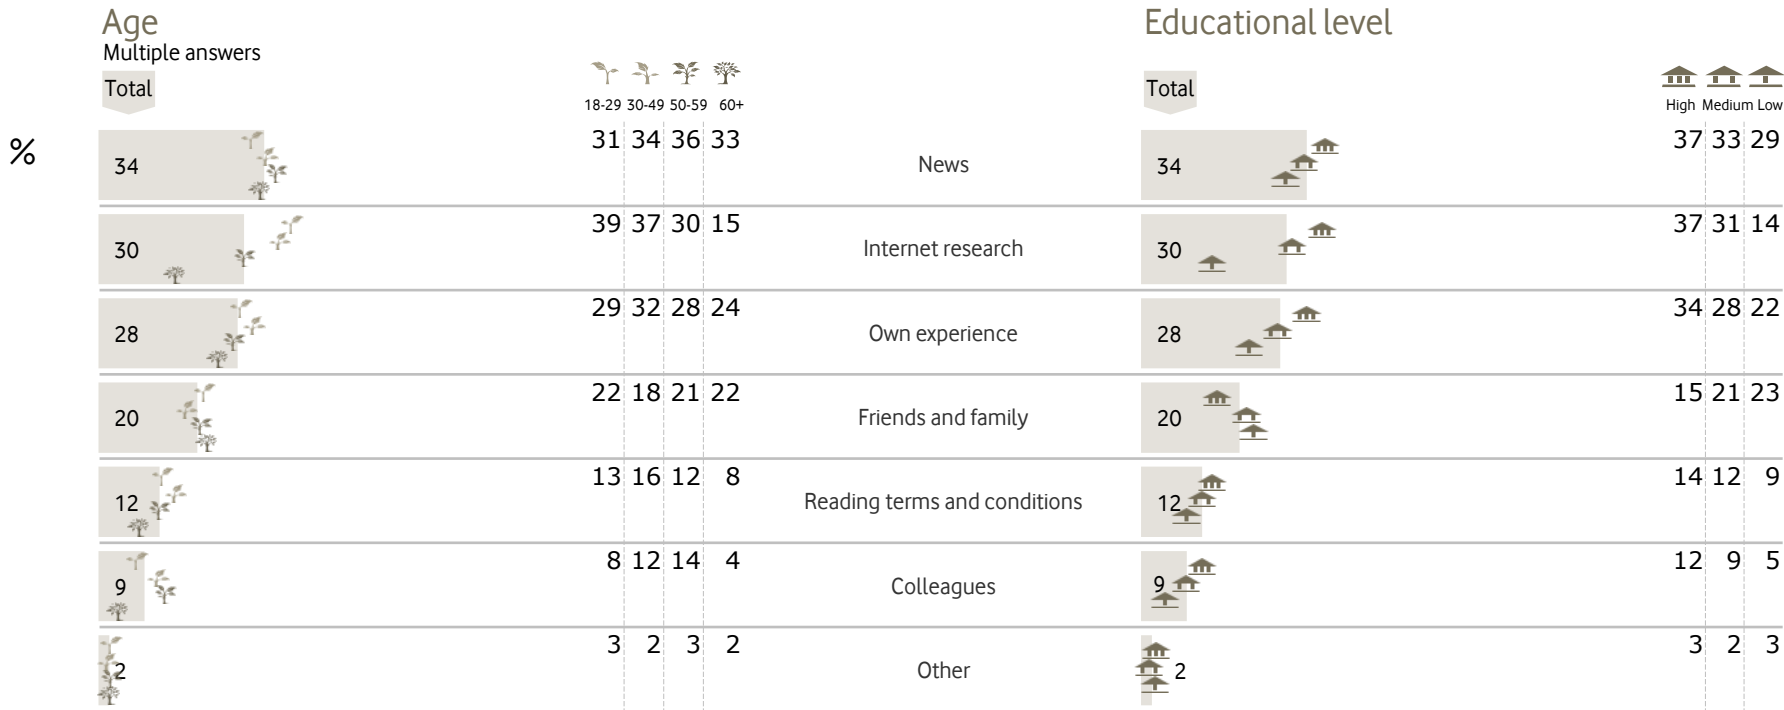 Age
Educational level
Multiple answers
Total
18-29 30-49 50-59 60+
Total
High Medium Low
%
34
31 34 36 33
News
34
37 33 29
30
39 37 30 15
Internet research
30
37 31 14
28
29 32 28 24
Own experience
28
34 28 22
20
22 18 21 22
Friends and family
20
15 21 23
12
13 16 12 8
Reading terms and conditions
12
14 12 9
9
8 12 14 4
Colleagues
9
12 9 5
2
3 2 3 2
Other
2
3 2 3